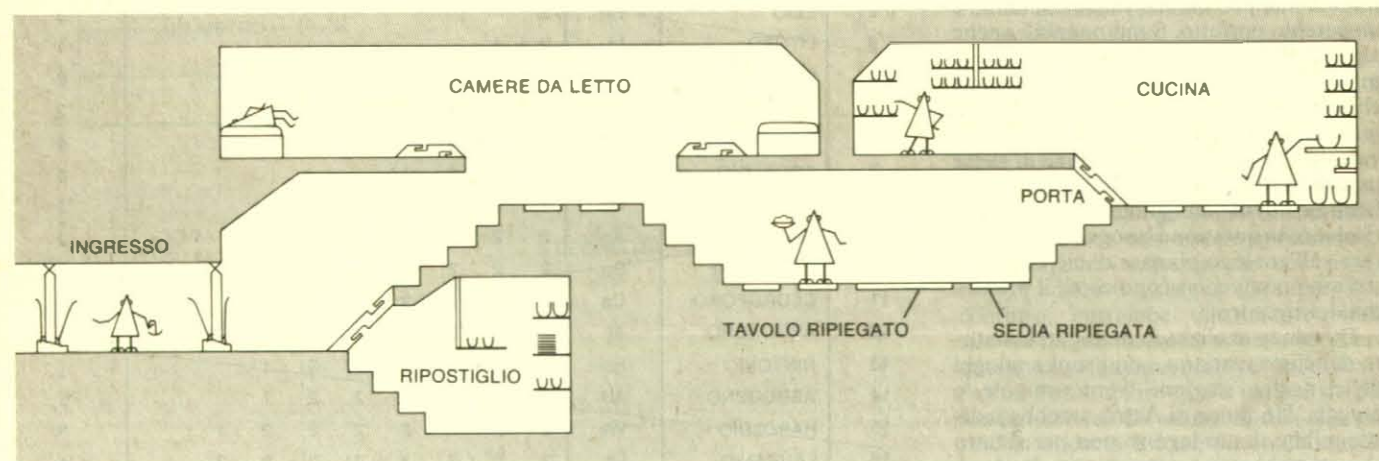 CAMERE DA LETTO
CUCINA
PORTA
INGRESSO
TAVOLO RIPIEGATO
SEDIA RIPIEGATA
RIPOSTIGLIO